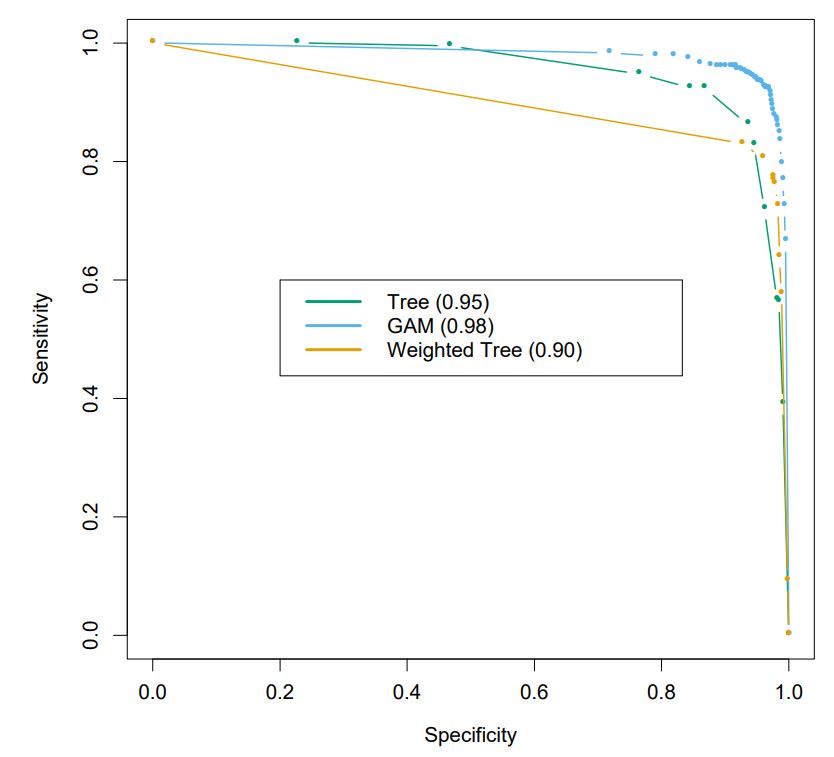 1.0
0.8
0.6
0.4
0.2
0.0
Sensitivity
Tree (0.95)
GAM (0.98)
Weighted Tree (0.90)
0.0 0.2 0.4 0.6 0.8 1.0
Specificity